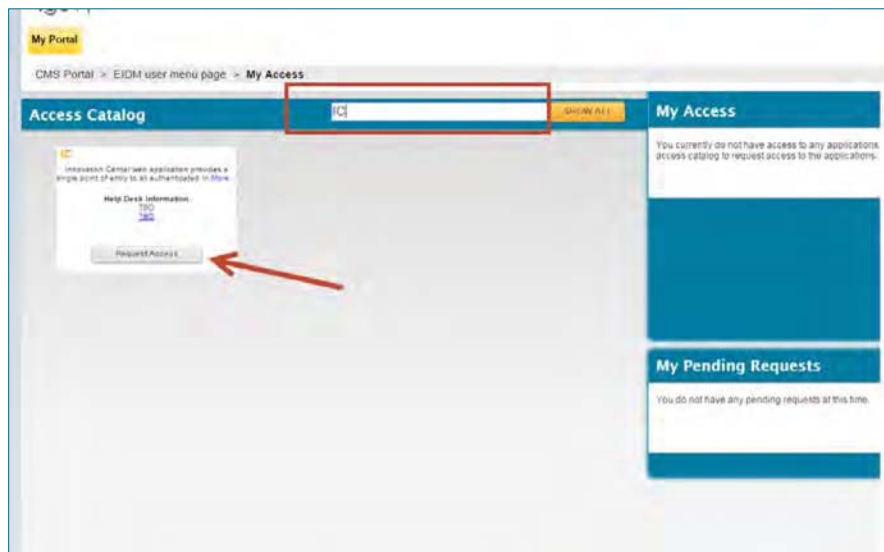 My Portal
CMS Portal > EIDM user menu page > My Access
Access Catalog
IC
SHOW ALL
IC
Innovation Center web application provides a
single point of entry to all authenticated in More
Help Desk Information
TBD
TBD
Request Access
My Access
You currently do not have access to any applications
access catalog to request access to the applications.
My Pending Requests
You do not have any pending requests at this time.